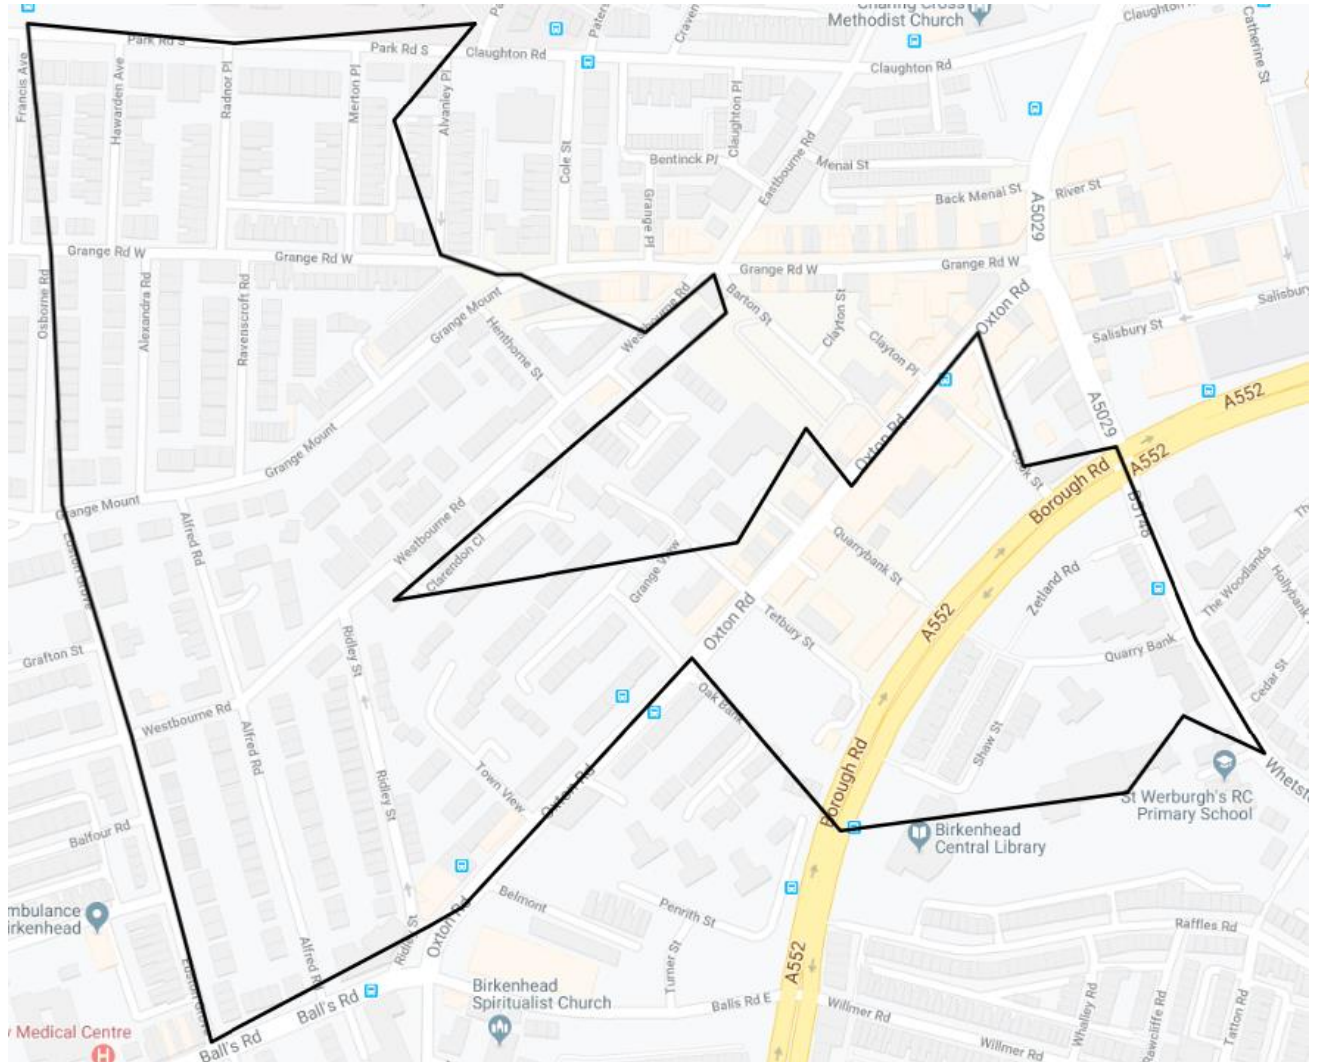 Charing Cross
Methodist Church
Claughton
Park Rd S
Park Rd S
Claughton Rd
Claughton Rd
Catherine St
Francis Ave
Hawarden Ave
Radnor Pl
Merton Pl
Alvanley Pl
Cole St
Claughton Pl
Bentinck Pl
Grange Pl
Eastbourne Rd
Menai St
Back Menai St
River St
A5029
Grange Rd W
Grange Rd W
Grange Rd W
Grange Rd W
Osborne Rd
Alexandra Rd
Ravenscroft Rd
Grange Mount
Henthorne St
Westbourne Rd
Barton St
Clayton St
Clayton Pl
Oxton Rd
Salisbury
Salisbury St
A5029
A552
Grange Mount
Grange Mount
Oxton Rd
Borough Rd
A552
Alfred Rd
Westbourne Rd
Clarendon Cl
Grange View
Quarrybank St
Zetland Rd
The Woodlands
Hollybank
A552
Oxton Rd
Tetbury St
Quarry Bank
Cedar St
Grafton St
Ridley St
Westbourne Rd
Alfred Rd
Oak Bank
Shaw St
Town View
Oxton Rd
Borough Rd
Ridley St
St Werburgh's RC
Primary School
Balfour Rd
Birkenhead
Central Library
mbulance
irkenhead
Belmont
Penrith St
Raffles Rd
Oxton Rd
Turner St
A552
Ball's Rd
Birkenhead
Spiritualist Church
Balls Rd E
Willmer Rd
Whalley Rd
Tatton Rd
Medical Centre
Ball's Rd
Willmer Rd